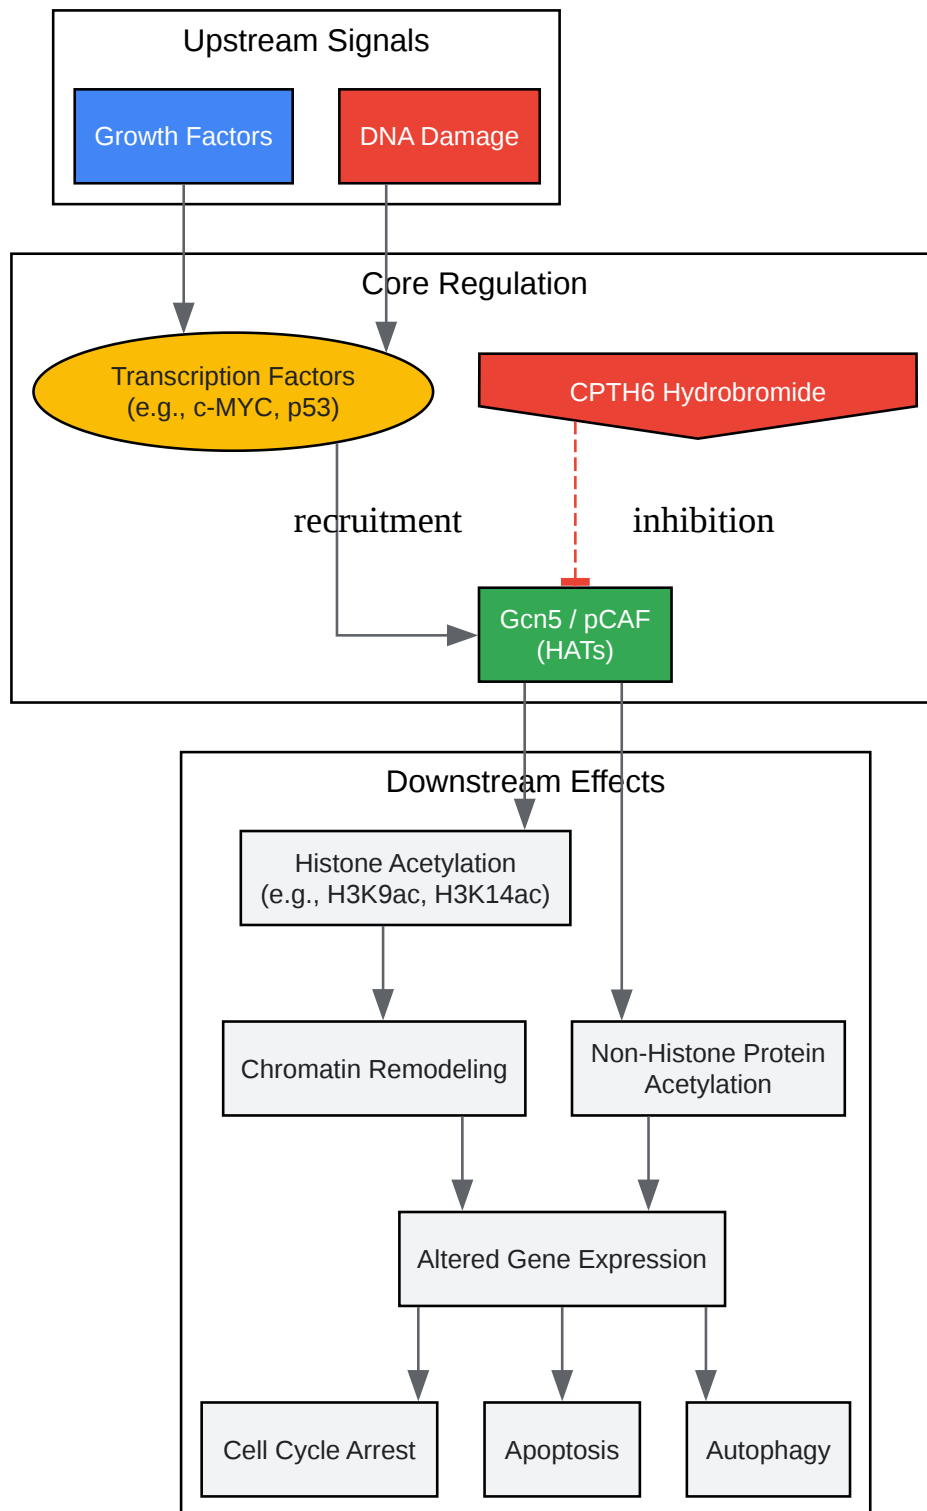 Upstream Signals
Growth Factors
DNA Damage
Core Regulation
Transcription Factors
(e.g., c-MYC, p53)
CPTH6 Hydrobromide
recruitment
inhibition
Gcn5 / pCAF
(HATs)
Downstream Effects
Histone Acetylation
(e.g., H3K9ac, H3K14ac)
Chromatin Remodeling
Non-Histone Protein
Acetylation
Altered Gene Expression
Cell Cycle Arrest
Apoptosis
Autophagy